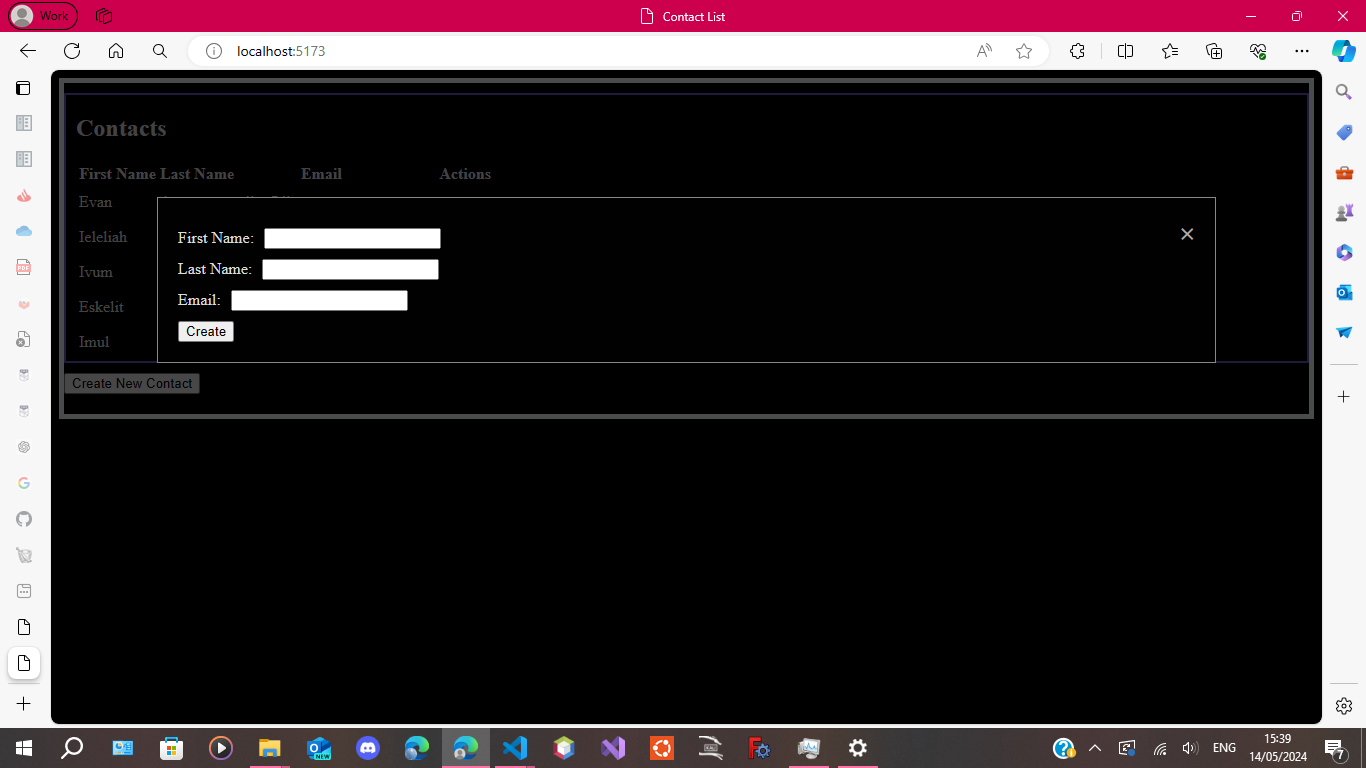 Work
Contact List
localhost:5173
Contacts
First Name Last Name Email Actions
Evan
Ieleliah
Ivum
Eskelit
Imul
First Name:
Last Name:
Email:
Create
Create New Contact
ENG
15:39
14/05/2024
7